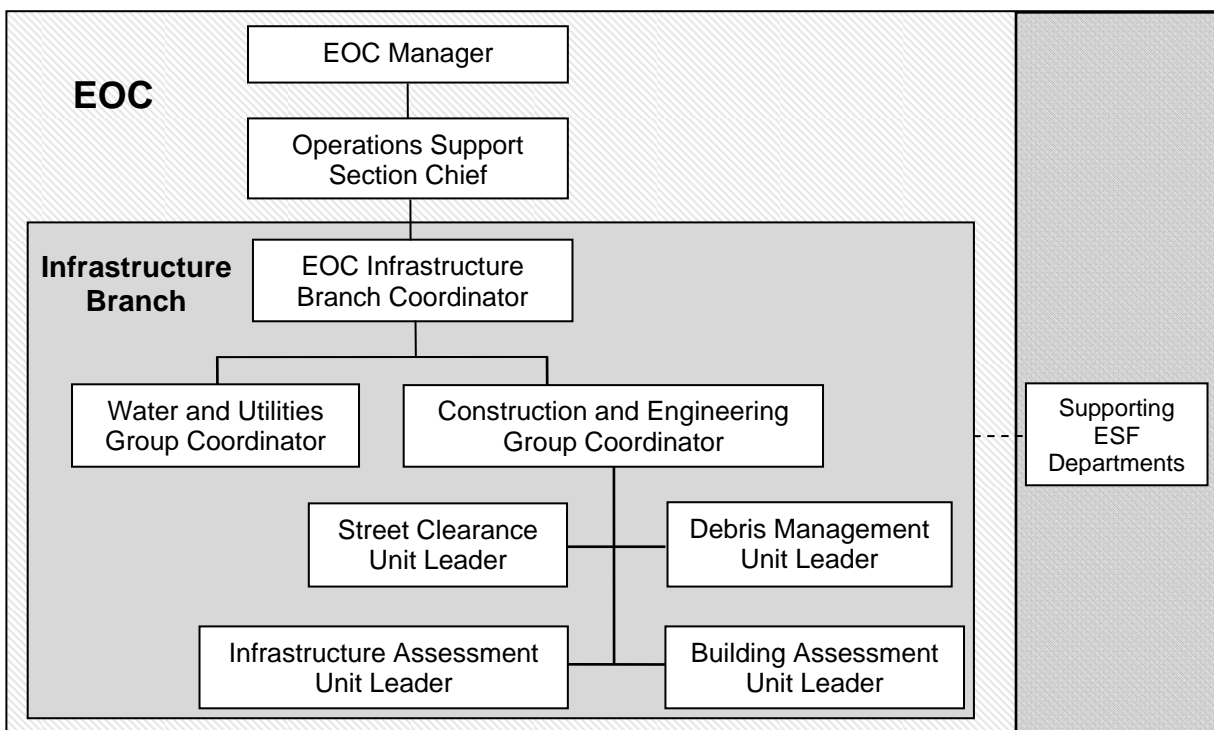 EOC Manager
EOC
Operations Support
Section Chief
Infrastructure
Branch
EOC Infrastructure
Branch Coordinator
Water and Utilities
Group Coordinator
Construction and Engineering
Group Coordinator
Supporting
ESF
Departments
Street Clearance
Unit Leader
Debris Management
Unit Leader
Infrastructure Assessment
Unit Leader
Building Assessment
Unit Leader